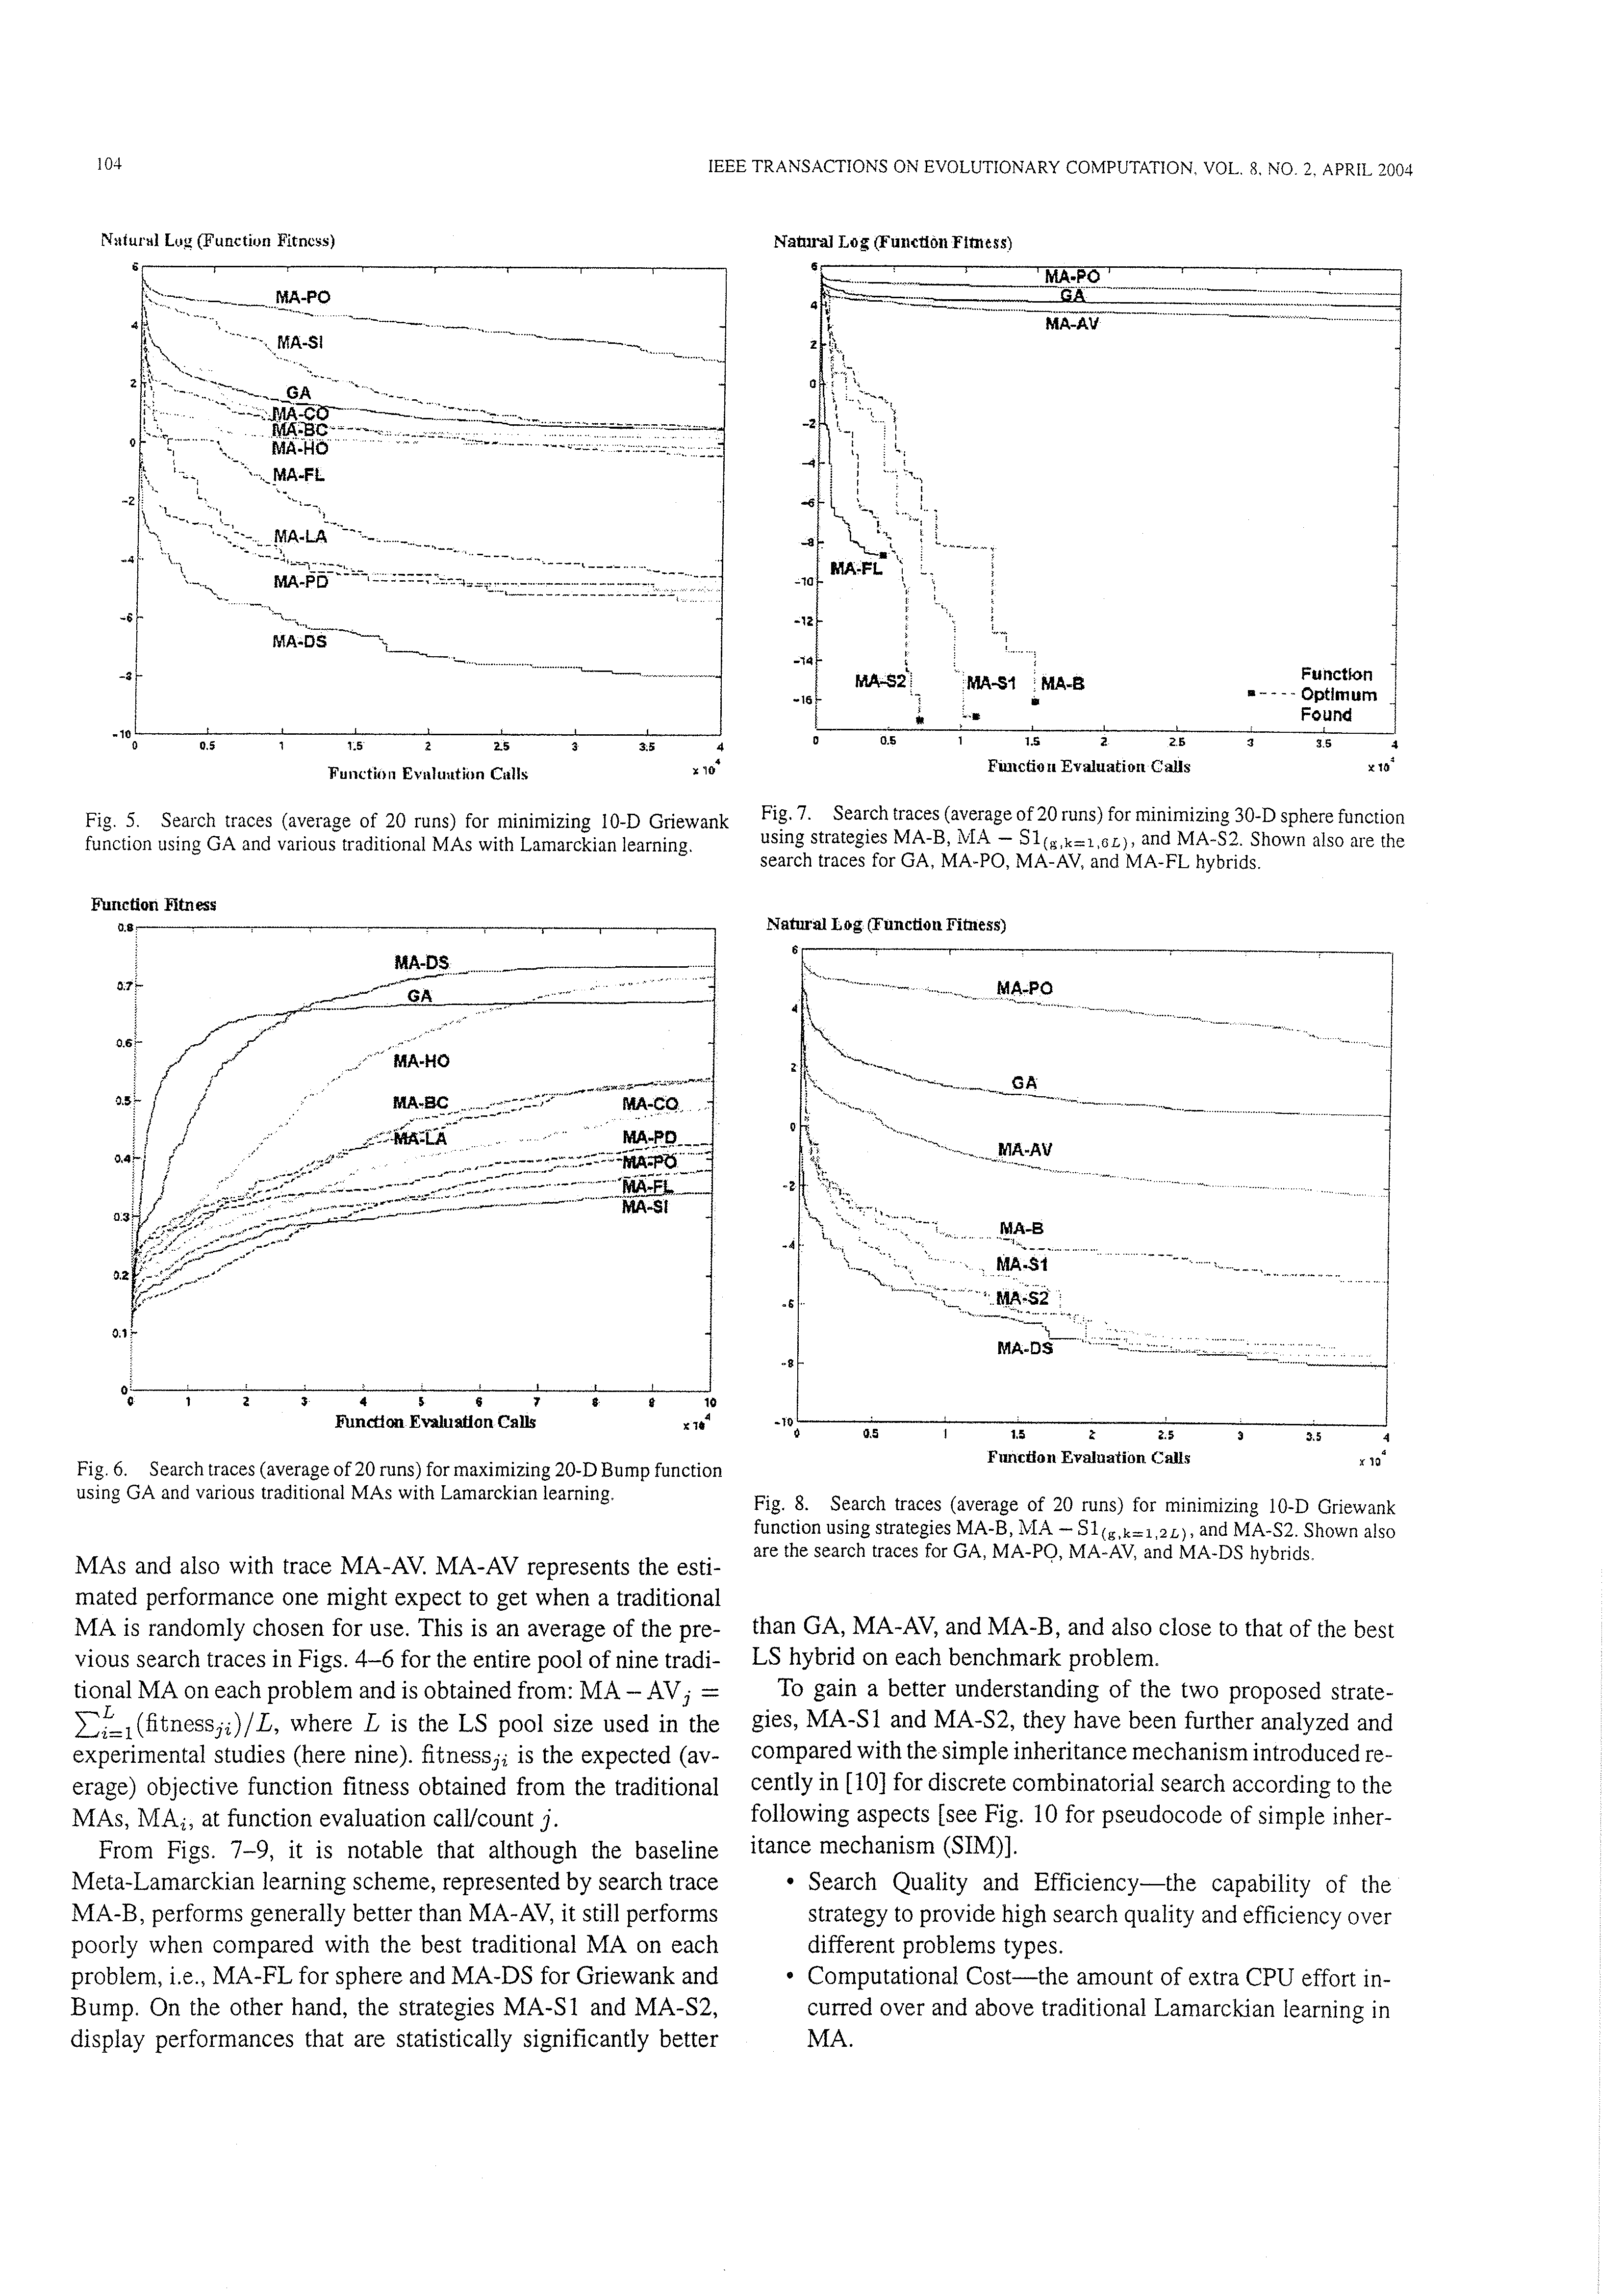 104
IEEE TRANSACTIONS ON EVOLUTIONARY COMPUTATION, VOL. 8, NO. 2, APRIL 2004
Natural Log (Function Fitness)
6
4
2
0
-2
-4
-6
-8
-10
MA-PO
MA-SI
GA
MA-CO
MA-BC
MA-HO
MA-FL
MA-LA
MA-PD
MA-DS
0 0.5 1 1.5 2 2.5 3 3.5 4
Function Evaluation Calls x 10^4
Fig. 5. Search traces (average of 20 runs) for minimizing 10-D Griewank
function using GA and various traditional MAs with Lamarckian learning.
Function Fitness
0.8
0.7
0.6
0.5
0.4
0.3
0.2
0.1
0
MA-DS
GA
MA-HO
MA-BC
MA-CO
MA-LA
MA-PD
MA-PO
MA-FL
MA-SI
0 1 2 3 4 5 6 7 8 9 10
Function Evaluation Calls x 10^4
Fig. 6. Search traces (average of 20 runs) for maximizing 20-D Bump function
using GA and various traditional MAs with Lamarckian learning.
MAs and also with trace MA-AV. MA-AV represents the esti-
mated performance one might expect to get when a traditional
MA is randomly chosen for use. This is an average of the pre-
vious search traces in Figs. 4–6 for the entire pool of nine tradi-
tional MA on each problem and is obtained from: MA − AV_j =
∑_{i=1}^{L}(fitness_{ji})/L, where L is the LS pool size used in the
experimental studies (here nine). fitness_{ji} is the expected (av-
erage) objective function fitness obtained from the traditional
MAs, MA_i, at function evaluation call/count j.
From Figs. 7–9, it is notable that although the baseline
Meta-Lamarckian learning scheme, represented by search trace
MA-B, performs generally better than MA-AV, it still performs
poorly when compared with the best traditional MA on each
problem, i.e., MA-FL for sphere and MA-DS for Griewank and
Bump. On the other hand, the strategies MA-S1 and MA-S2,
display performances that are statistically significantly better
Natural Log (Function Fitness)
6
4
2
0
-2
-4
-6
-8
-10
-12
-14
-16
MA-PO
GA
MA-AV
MA-FL
MA-S2
MA-S1
MA-B
Function
Optimum
Found
0 0.5 1 1.5 2 2.5 3 3.5 4
Function Evaluation Calls x 10^4
Fig. 7. Search traces (average of 20 runs) for minimizing 30-D sphere function
using strategies MA-B, MA − S1_{(g,k=1,6L)}, and MA-S2. Shown also are the
search traces for GA, MA-PO, MA-AV, and MA-FL hybrids.
Natural Log (Function Fitness)
6
4
2
0
-2
-4
-6
-8
-10
MA-PO
GA
MA-AV
MA-B
MA-S1
MA-S2
MA-DS
0 0.5 1 1.5 2 2.5 3 3.5 4
Function Evaluation Calls x 10^4
Fig. 8. Search traces (average of 20 runs) for minimizing 10-D Griewank
function using strategies MA-B, MA − S1_{(g,k=1,2L)}, and MA-S2. Shown also
are the search traces for GA, MA-PO, MA-AV, and MA-DS hybrids.
than GA, MA-AV, and MA-B, and also close to that of the best
LS hybrid on each benchmark problem.
To gain a better understanding of the two proposed strate-
gies, MA-S1 and MA-S2, they have been further analyzed and
compared with the simple inheritance mechanism introduced re-
cently in [10] for discrete combinatorial search according to the
following aspects [see Fig. 10 for pseudocode of simple inher-
itance mechanism (SIM)].
• Search Quality and Efficiency—the capability of the
strategy to provide high search quality and efficiency over
different problems types.
• Computational Cost—the amount of extra CPU effort in-
curred over and above traditional Lamarckian learning in
MA.